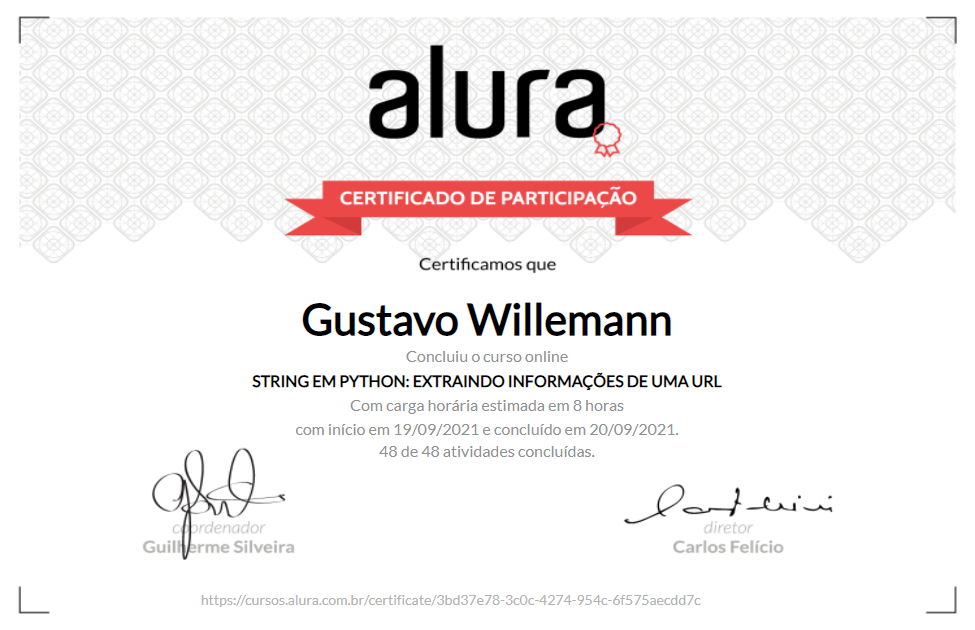 alura
CERTIFICADO DE PARTICIPAÇÃO
Certificamos que
Gustavo Willemann
Concluiu o curso online
STRING EM PYTHON: EXTRAINDO INFORMAÇÕES DE UMA URL
Com carga horária estimada em 8 horas
com início em 19/09/2021 e concluído em 20/09/2021.
48 de 48 atividades concluídas.
coordenador
Guilherme Silveira
diretor
Carlos Felício
https://cursos.alura.com.br/certificate/3bd37e78-3c0c-4274-954c-6f575aecdd7c